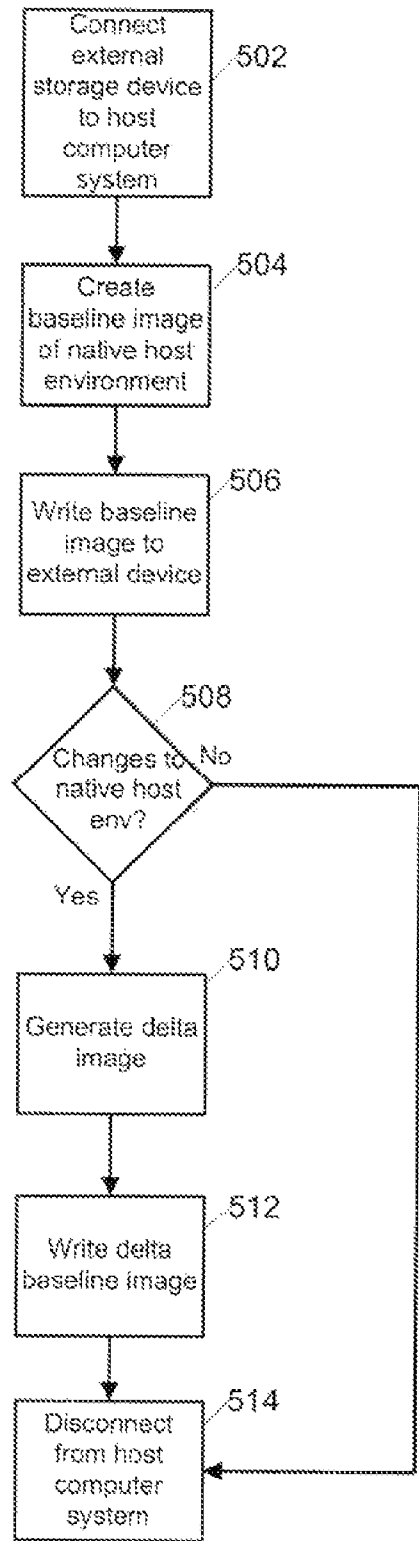 Connect
external
storage device
to host
computer
system
502
504
Create
baseline image
of native host
environment
506
Write baseline
image to
external device
508
Changes to
native host
env?
No
Yes
510
Generate delta
image
512
Write delta
baseline image
514
Disconnect
from host
computer
system